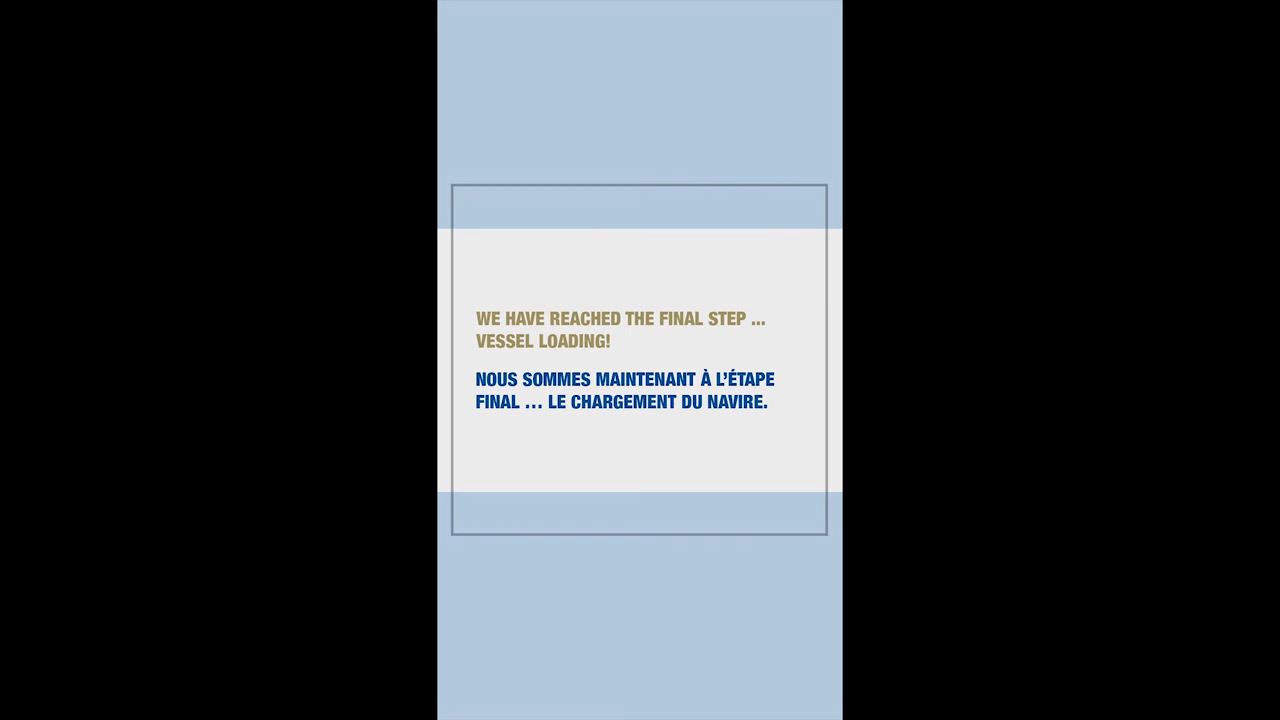 WE HAVE REACHED THE FINAL STEP ...
VESSEL LOADING!
NOUS SOMMES MAINTENANT À L’ÉTAPE
FINAL … LE CHARGEMENT DU NAVIRE.